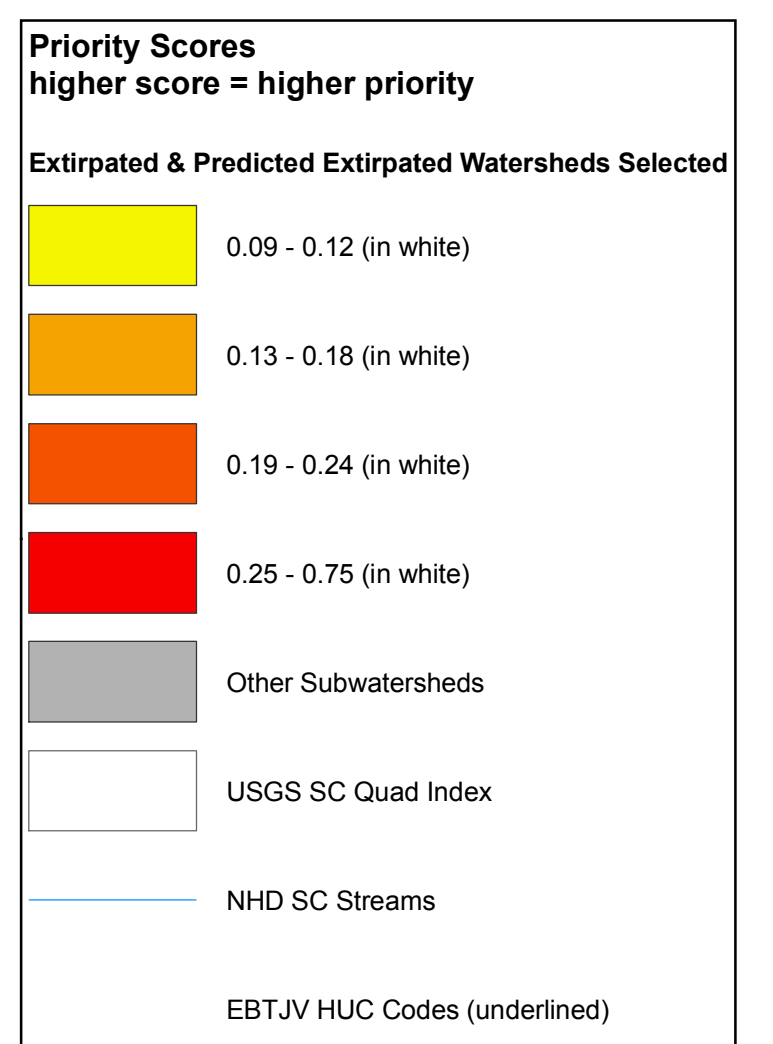 Priority Scores
higher score = higher priority
Extirpated & Predicted Extirpated Watersheds Selected
0.09 - 0.12 (in white)
0.13 - 0.18 (in white)
0.19 - 0.24 (in white)
0.25 - 0.75 (in white)
Other Subwatersheds
USGS SC Quad Index
NHD SC Streams
EBTJV HUC Codes (underlined)